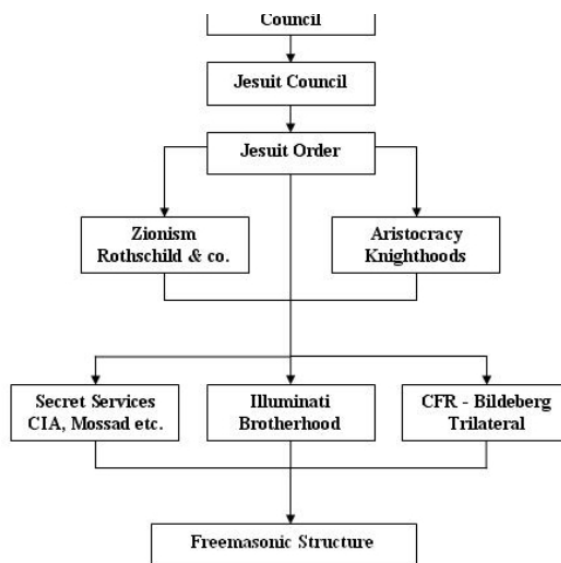 Council
Jesuit Council
Jesuit Order
Zionism
Rothschild & co.
Aristocracy
Knighthoods
Secret Services
CIA, Mossad etc.
Illuminati
Brotherhood
CFR - Bildeberg
Trilateral
Freemasonic Structure